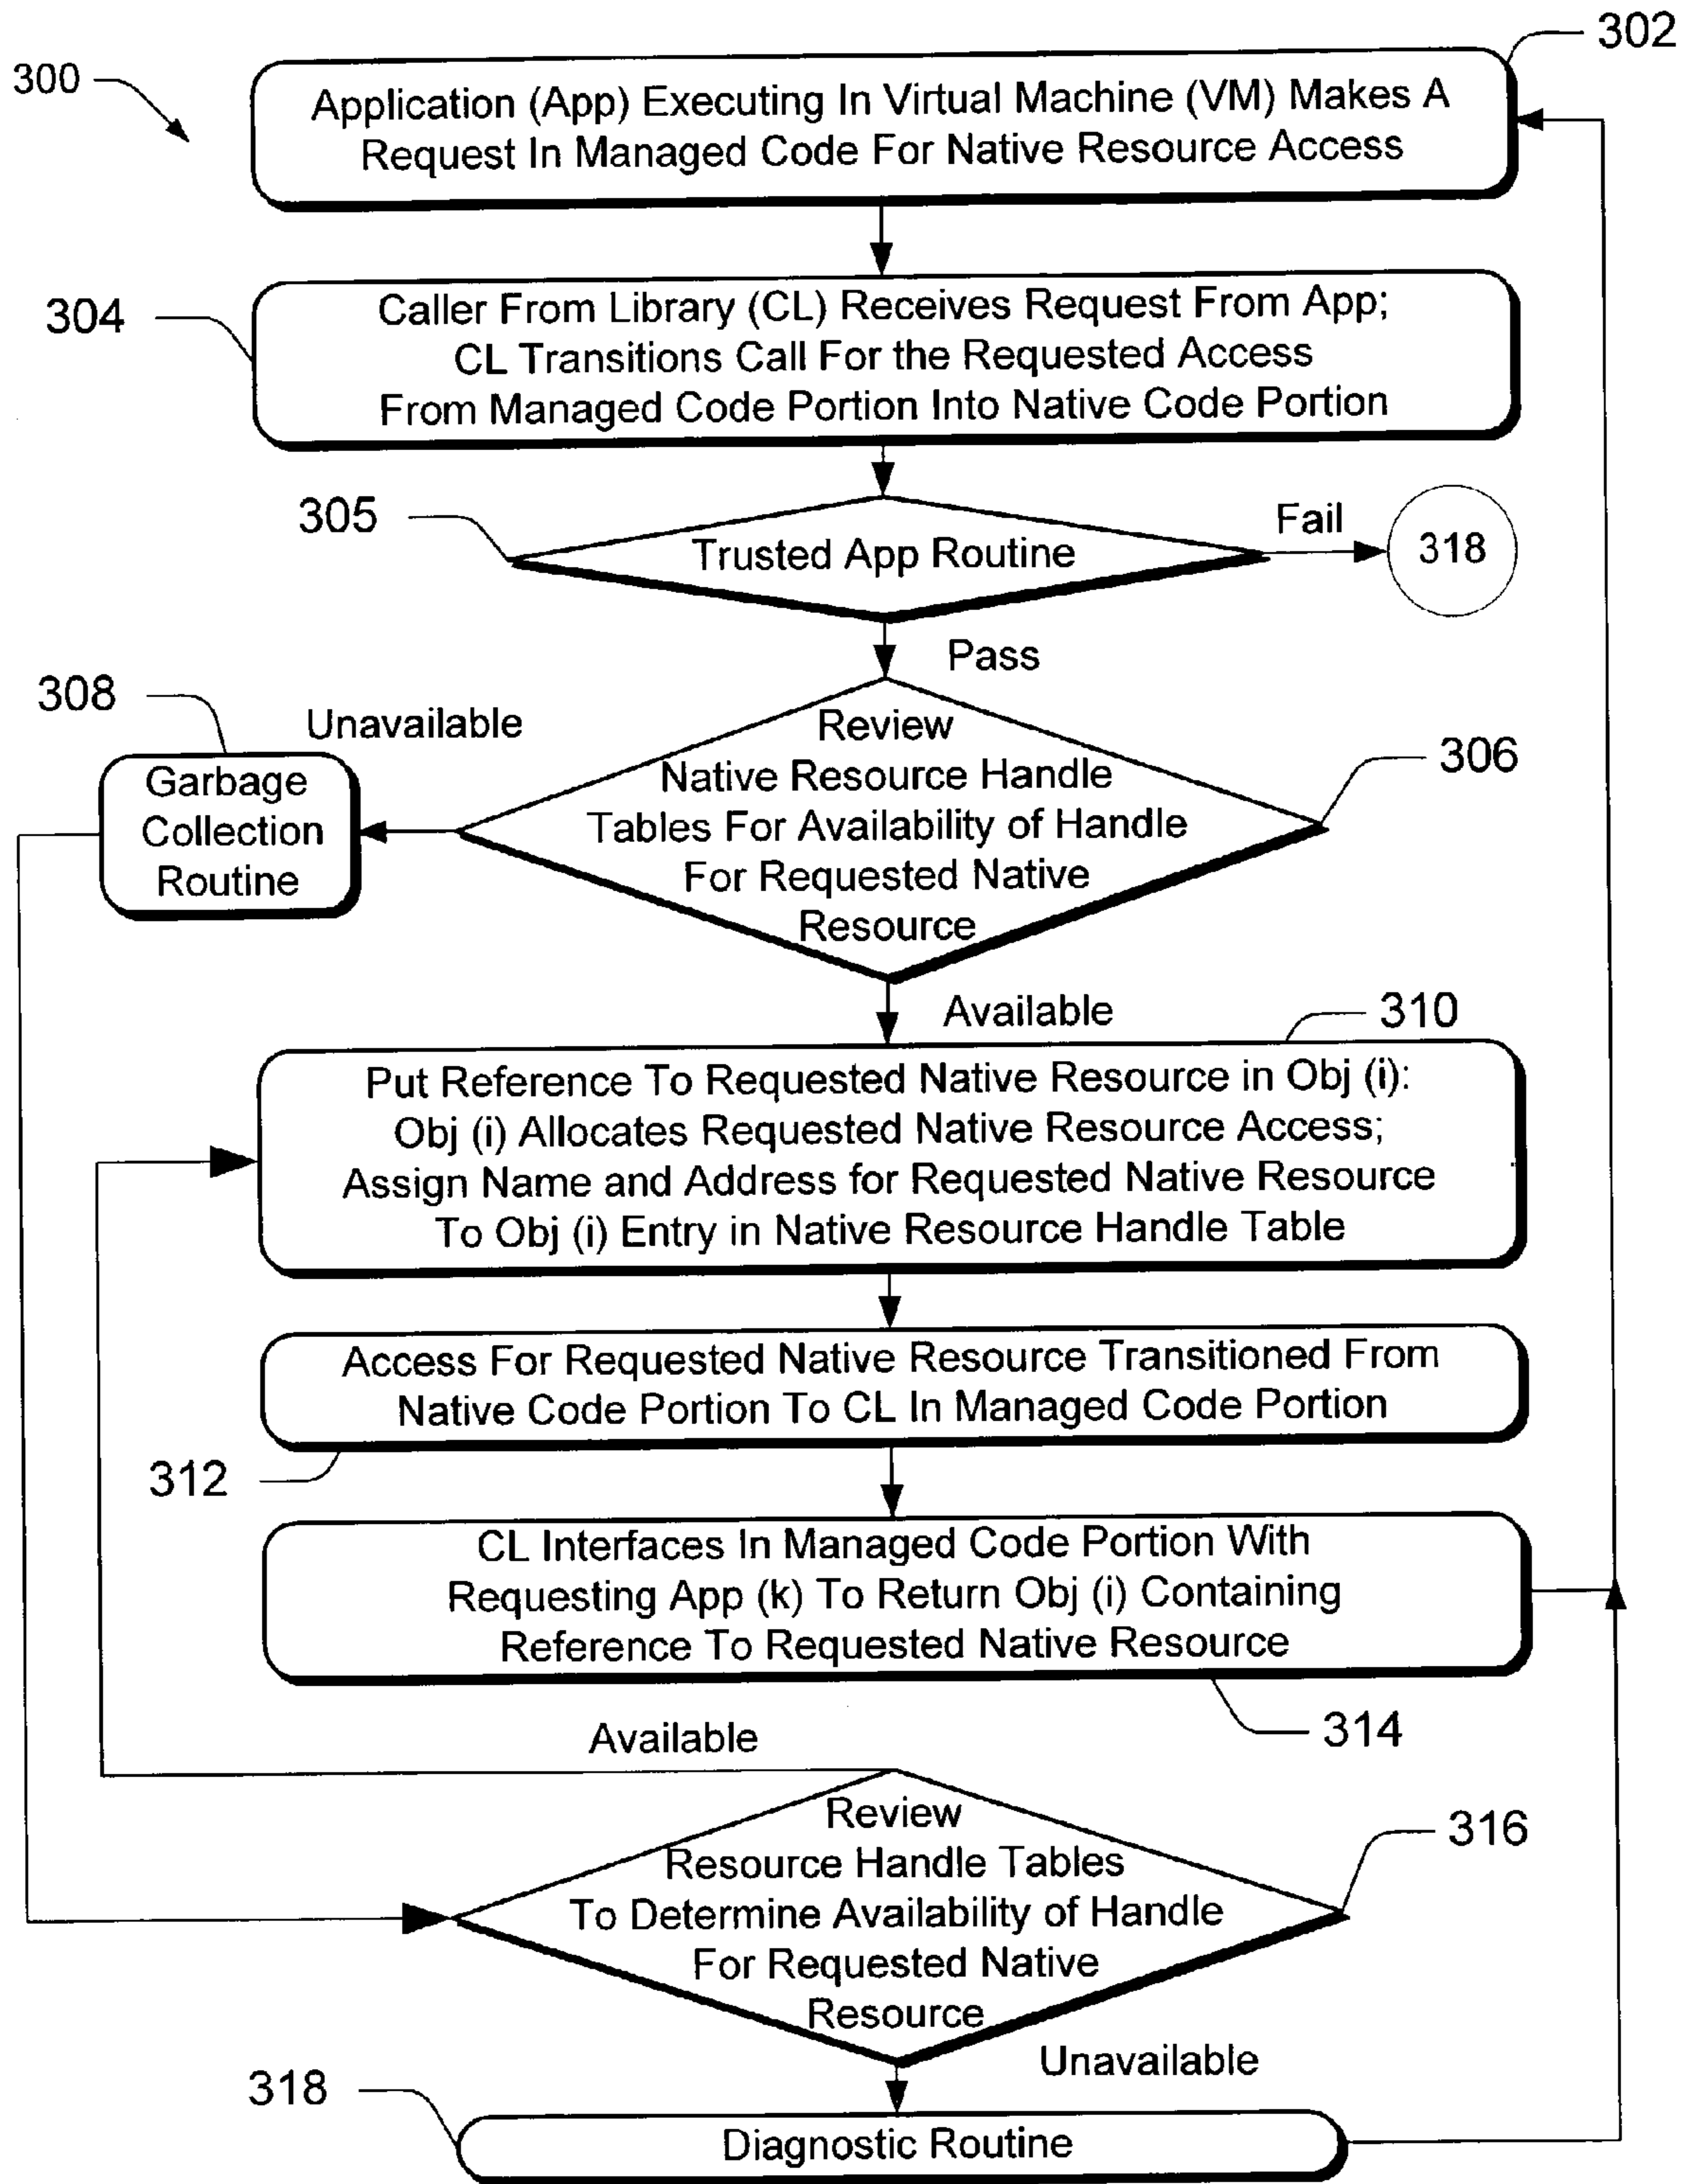 300
302
Application (App) Executing In Virtual Machine (VM) Makes A
Request In Managed Code For Native Resource Access
304
Caller From Library (CL) Receives Request From App;
CL Transitions Call For the Requested Access
From Managed Code Portion Into Native Code Portion
305
Trusted App Routine
Fail
318
Pass
308
Unavailable
Garbage
Collection
Routine
306
Review
Native Resource Handle
Tables For Availability of Handle
For Requested Native
Resource
Available
310
Put Reference To Requested Native Resource in Obj (i):
Obj (i) Allocates Requested Native Resource Access;
Assign Name and Address for Requested Native Resource
To Obj (i) Entry in Native Resource Handle Table
Access For Requested Native Resource Transitioned From
Native Code Portion To CL In Managed Code Portion
312
CL Interfaces In Managed Code Portion With
Requesting App (k) To Return Obj (i) Containing
Reference To Requested Native Resource
314
Available
Review
Resource Handle Tables
To Determine Availability of Handle
For Requested Native
Resource
316
Unavailable
318
Diagnostic Routine